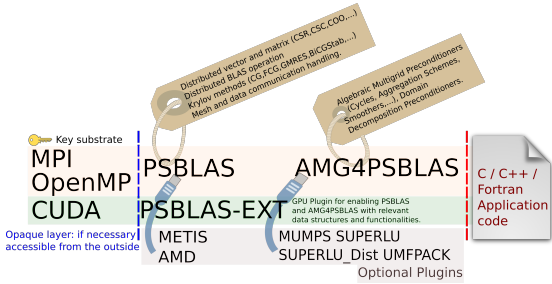 Distributed vector and matrix (CSR,CSC,COO,...)
Distributed BLAS operation
Krylov methods (CG,FCG,GMRES,BiCGStab,...)
Mesh and data communication handling.
Algebraic Multigrid Preconditioners
(Cycles, Aggregation Schemes,
Smoothers,...), Domain
Decomposition Preconditioners.
Key substrate
MPI
OpenMP
CUDA
Opaque layer: if necessary
accessible from the outside
PSBLAS
AMG4PSBLAS
PSBLAS-EXT
GPU Plugin for enabling PSBLAS
and AMG4PSBLAS with relevant
data structures and functionalities.
METIS
AMD
MUMPS SUPERLU
SUPERLU_Dist UMFPACK
Optional Plugins
C / C++ /
Fortran
Application
code